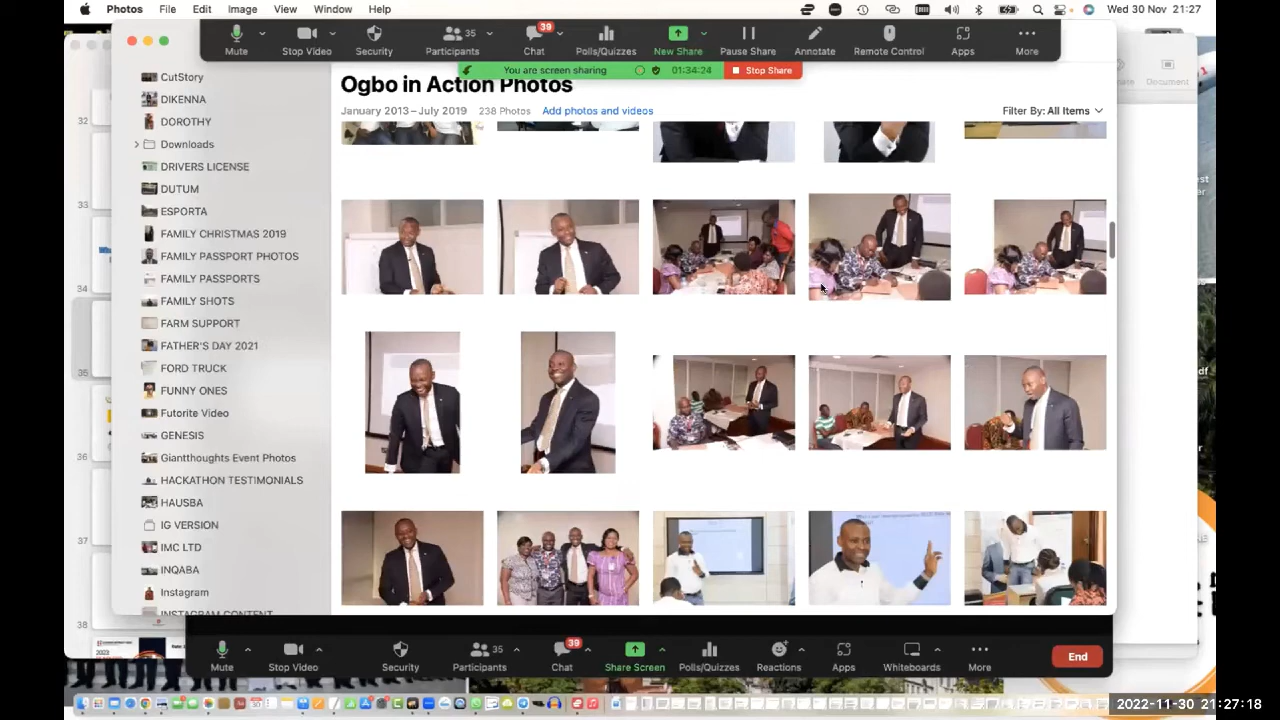 Photos File Edit Image View Window Help
Wed 30 Nov 21:27
39
35
Mute Stop Video Security Participants Chat Polls/Quizzes New Share Pause Share Annotate Remote Control Apps More
You are screen sharing 01:34:24 Stop Share
Document
Ogbo in Action Photos
January 2013–July 2019 238 Photos Add photos and videos
Filter By: All Items
CutStory
DIKENNA
DOROTHY
Downloads
DRIVERS LICENSE
DUTUM
ESPORTA
FAMILY CHRISTMAS 2019
FAMILY PASSPORT PHOTOS
FAMILY PASSPORTS
FAMILY SHOTS
FARM SUPPORT
FATHER'S DAY 2021
FORD TRUCK
FUNNY ONES
Futorite Video
GENESIS
Giantthoughts Event Photos
HACKATHON TESTIMONIALS
HAUSBA
IG VERSION
IMC LTD
INQABA
Instagram
INSTAGRAM CONTENT
32
33
34
35
36
37
38
39
35
Mute Stop Video Security Participants Chat Share Screen Polls/Quizzes Reactions Apps Whiteboards More End
2022-11-30 21:27:18